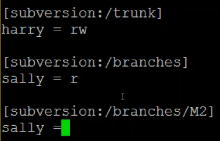 [subversion:/trunk]
harry = rw
[subversion:/branches]
sally = r
[subversion:/branches/M2]
sally =